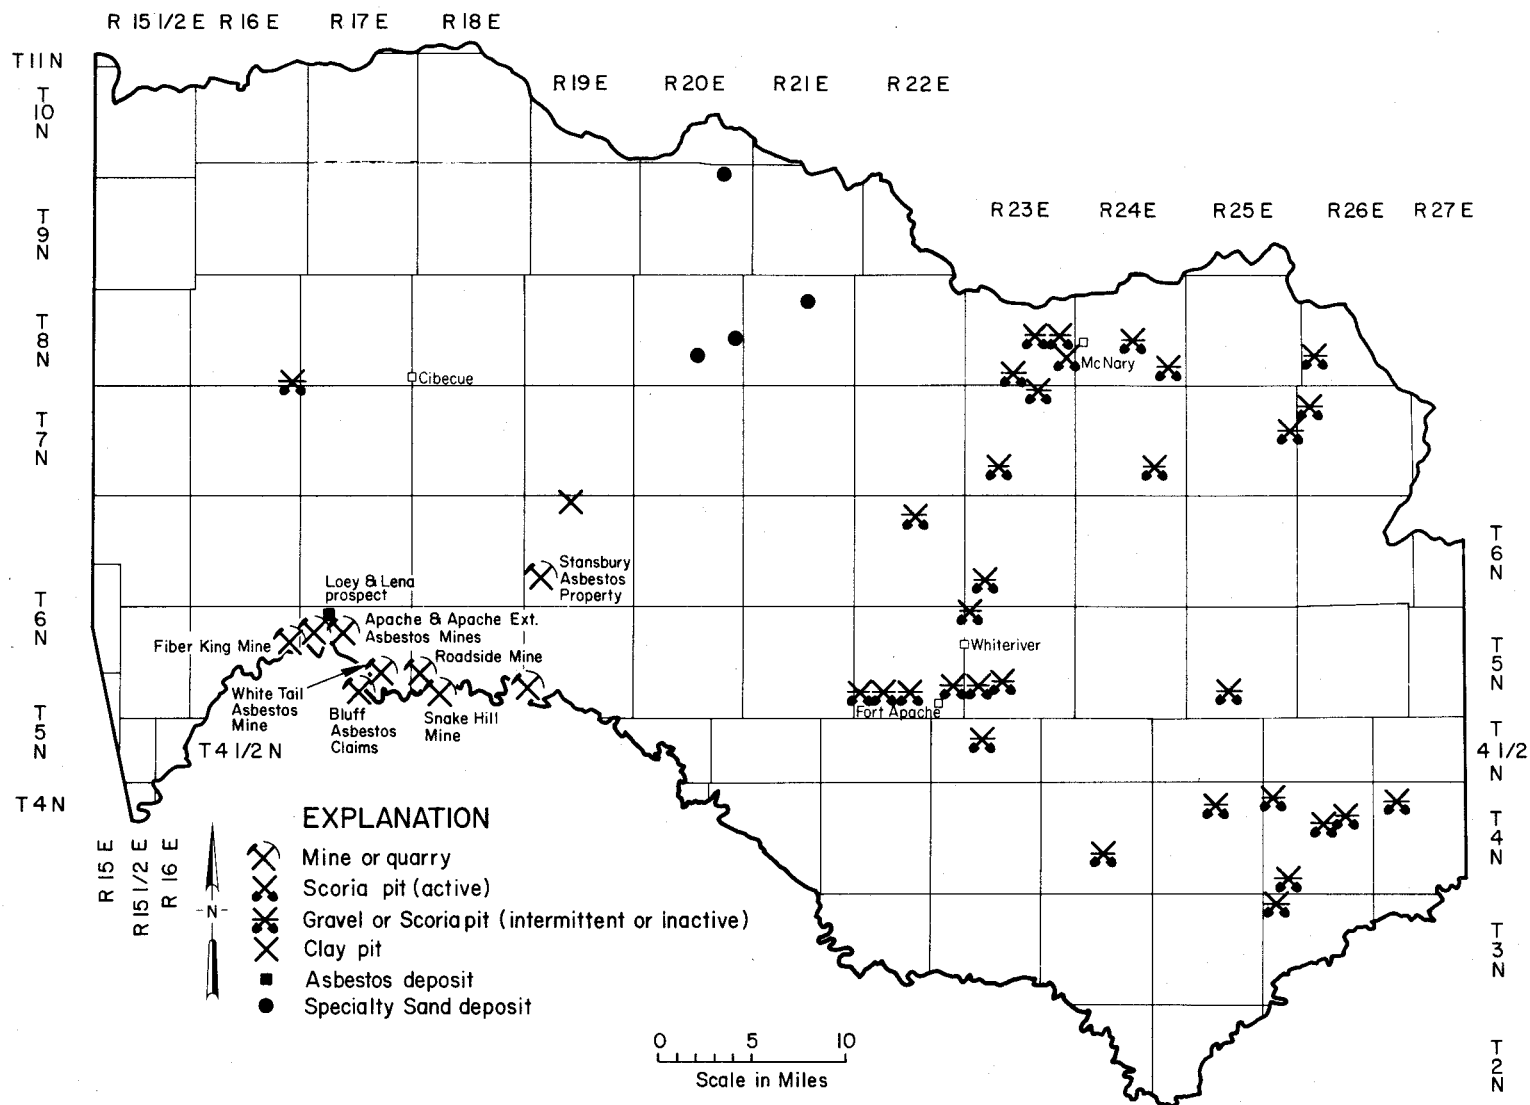 R 15 1/2 E R 16 E R 17 E R 18 E
T 11 N
T
10
N
R 19 E R 20 E R 21 E R 22 E
T
9
N
R 23 E R 24 E R 25 E R 26 E R 27 E
T
8
N
Cibecue
McNary
T
7
N
T
6
N
Stansbury
Asbestos
Property
Loey & Lena
prospect
T
6
N
Apache & Apache Ext.
Asbestos Mines
Fiber King Mine
Roadside Mine
Whiteriver
T
5
N
White Tail
Asbestos
Mine
Bluff
Asbestos
Claims
Snake Hill
Mine
Fort Apache
T
5
N
T 4 1/2 N
T
4 1/2
N
T 4 N
R 15 E
R 15 1/2 E
R 16 E
-N-
EXPLANATION
Mine or quarry
Scoria pit (active)
Gravel or Scoria pit (intermittent or Inactive)
Clay pit
Asbestos deposit
Specialty Sand deposit
T
4
N
T
3
N
T
2
N
0 5 10
Scale in Miles